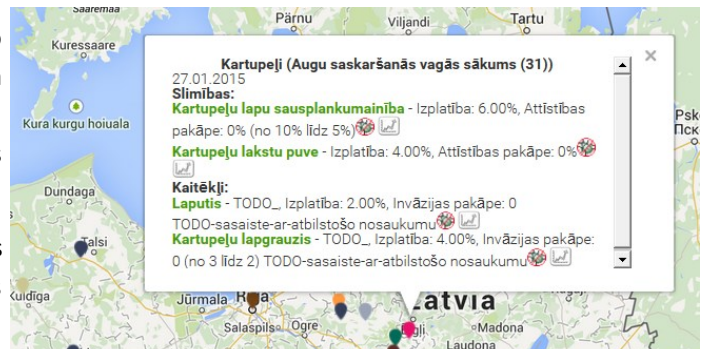 Saaremaa
Pärnu
Viljandi
Tartu
Kuressaare
×
Kartupeļi (Augu saskaršanās vagās sākums (31))
27.01.2015
Slimības:
Kartupeļu lapu sausplankumainība - Izplatība: 6.00%, Attīstības
pakāpe: 0% (no 10% līdz 5%)
Kartupeļu lakstu puve - Izplatība: 4.00%, Attīstības pakāpe: 0%
Kaitēkļi:
Laputis - TODO_, Izplatība: 2.00%, Invāzijas pakāpe: 0
TODO-sasaiste-ar-atbilstošo nosaukumu
Kartupeļu lapgrauzis - TODO_, Izplatība: 4.00%, Invāzijas pakāpe:
0 (no 3 līdz 2) TODO-sasaiste-ar-atbilstošo nosaukumu
Kura kurgu hoiuala
Psk
Пско
Dundaga
Talsi
Kuldīga
Jūrmala
Latvia
Salaspils
Ogre
Madona
Laudona